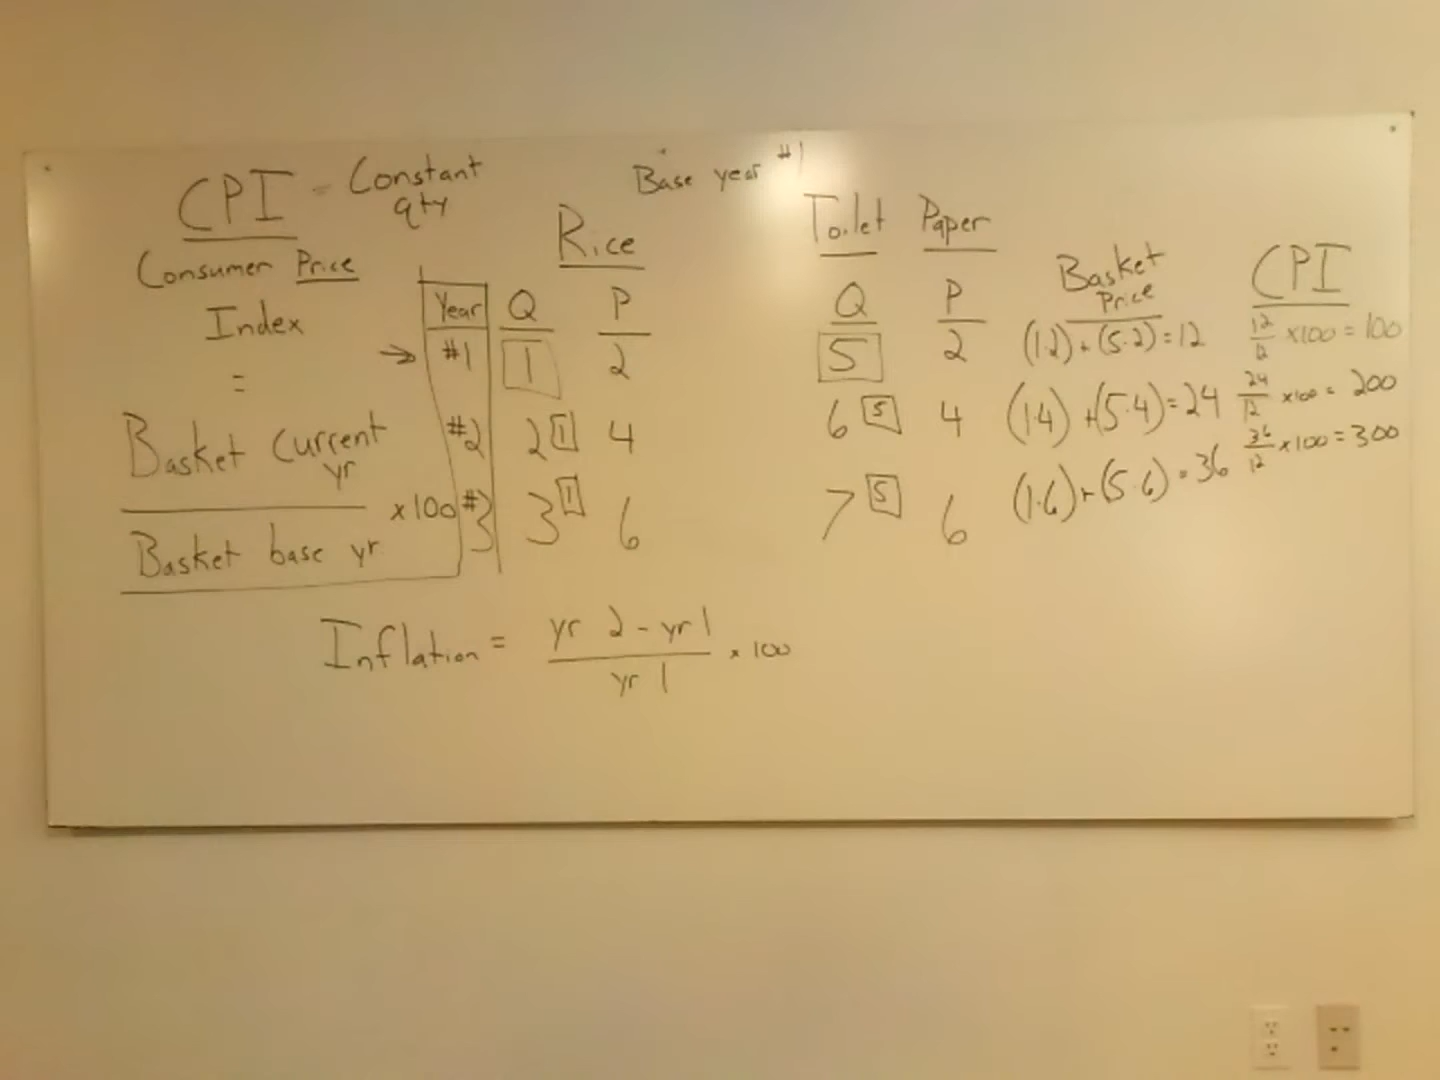 CPI - Constant qty
Base year #1
Consumer Price Index
=
Basket Current yr
Basket base yr
x100
Rice
Toilet Paper
Year Q P Q P Basket Price CPI
#1 1 2 5 2 (1·2)+(5·2)=12 12/12 x100=100
#2 2 1 4 6 5 4 (1·4)+(5·4)=24 24/12 x100=200
#3 3 1 6 7 5 6 (1·6)+(5·6)=36 36/12 x100=300
Inflation = yr 2 - yr 1
yr 1
x 100